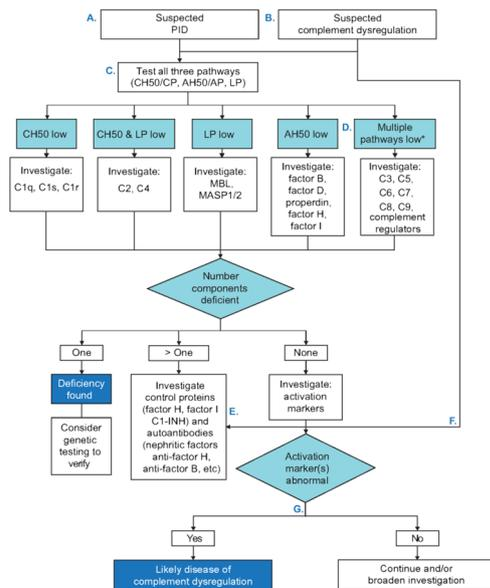 A.
Suspected
PID
B.
Suspected
complement dysregulation
C.
Test all three pathways
(CH50/CP, AH50/AP, LP)
CH50 low
CH50 & LP low
LP low
AH50 low
D.
Multiple
pathways low*
Investigate:
C1q, C1s, C1r
Investigate:
C2, C4
Investigate:
MBL,
MASP1/2
Investigate:
factor B,
factor D,
properdin,
factor H,
factor I
Investigate:
C3, C5,
C6, C7,
C8, C9,
complement
regulators
Number
components
deficient
One
> One
None
Deficiency
found
Consider
genetic
testing to
verify
Investigate
control proteins
(factor H, factor I
C1-INH) and
autoantibodies
(nephritic factors
anti-factor H,
anti-factor B, etc)
E.
Investigate:
activation
markers
F.
Activation
marker(s)
abnormal
G.
Yes
No
Likely disease of
complement dysregulation
Continue and/or
broaden investigation